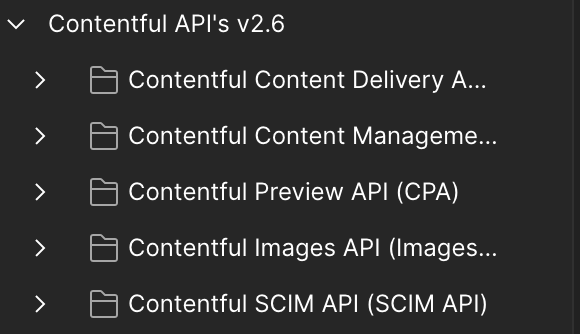 Contentful API's v2.6
Contentful Content Delivery A...
Contentful Content Manageme...
Contentful Preview API (CPA)
Contentful Images API (Images...
Contentful SCIM API (SCIM API)